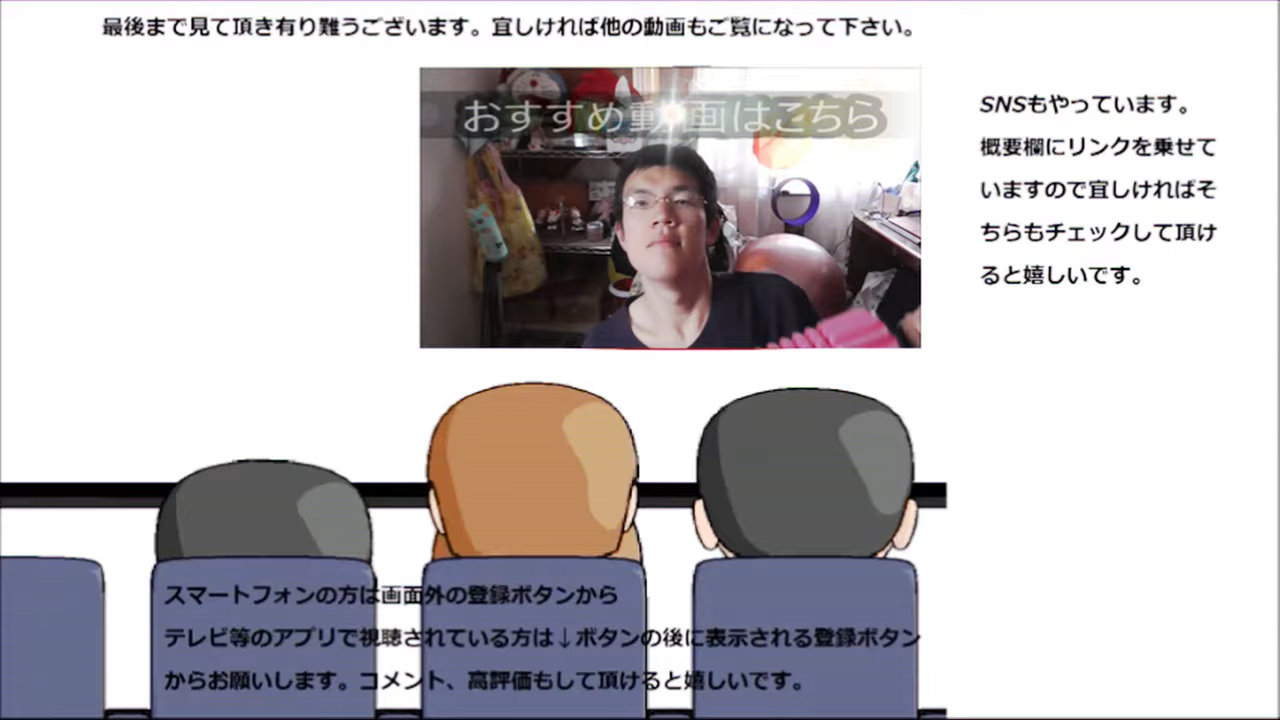 最後まで見て頂き有り難うございます。宜しければ他の動画もご覧になって下さい。
おすすめ動画はこちら
SNSもやっています。
概要欄にリンクを乗せて
いますので宜しければそ
ちらもチェックして頂け
ると嬉しいです。
スマートフォンの方は画面外の登録ボタンから
テレビ等のアプリで視聴されている方は↓ボタンの後に表示される登録ボタン
からお願いします。コメント、高評価もして頂けると嬉しいです。